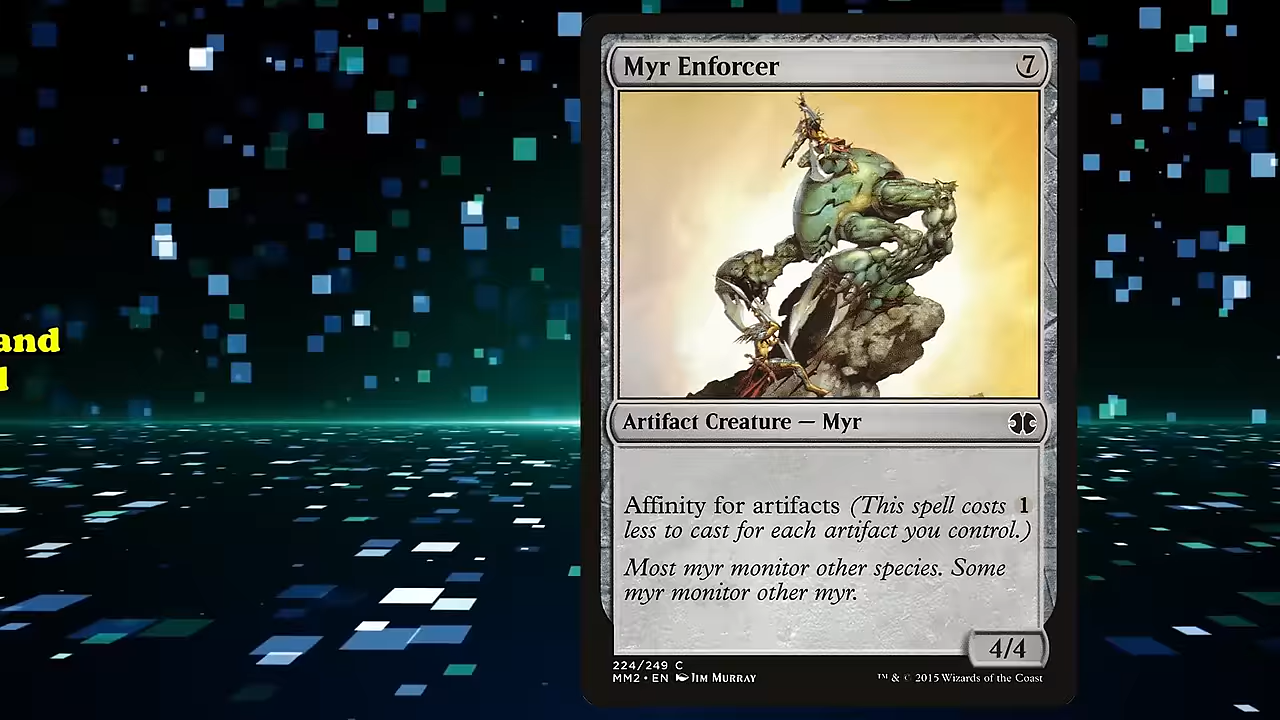 and
Myr Enforcer 7
Artifact Creature — Myr
Affinity for artifacts (This spell costs 1
less to cast for each artifact you control.)
Most myr monitor other species. Some
myr monitor other myr.
4/4
224/249 C
MM2 • EN Jim Murray
™ & © 2015 Wizards of the Coast